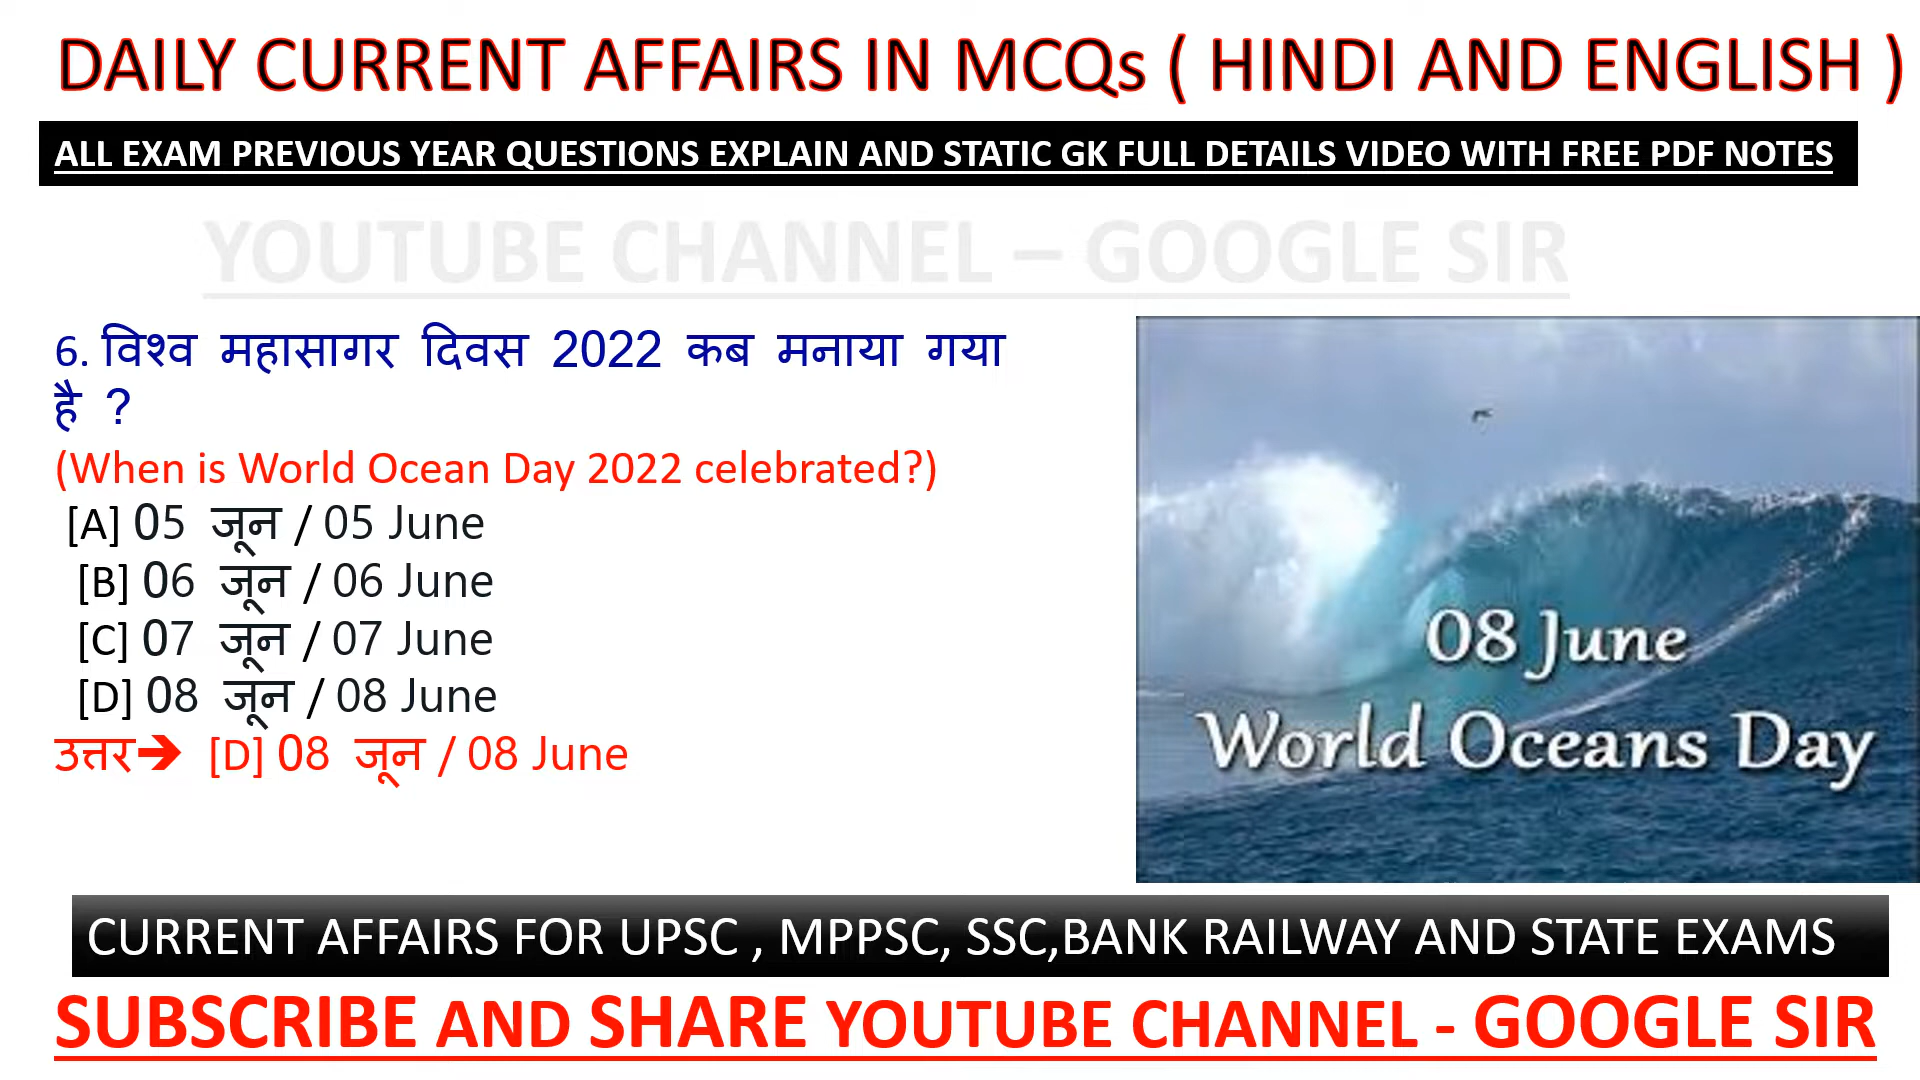 DAILY CURRENT AFFAIRS IN MCQs ( HINDI AND ENGLISH )
ALL EXAM PREVIOUS YEAR QUESTIONS EXPLAIN AND STATIC GK FULL DETAILS VIDEO WITH FREE PDF NOTES
YOUTUBE CHANNEL – GOOGLE SIR
6. विश्व महासागर दिवस 2022 कब मनाया गया
है ?
(When is World Ocean Day 2022 celebrated?)
[A] 05 जून / 05 June
[B] 06 जून / 06 June
[C] 07 जून / 07 June
[D] 08 जून / 08 June
उत्तर➔ [D] 08 जून / 08 June
08 June
World Oceans Day
CURRENT AFFAIRS FOR UPSC , MPPSC, SSC,BANK RAILWAY AND STATE EXAMS
SUBSCRIBE AND SHARE YOUTUBE CHANNEL - GOOGLE SIR